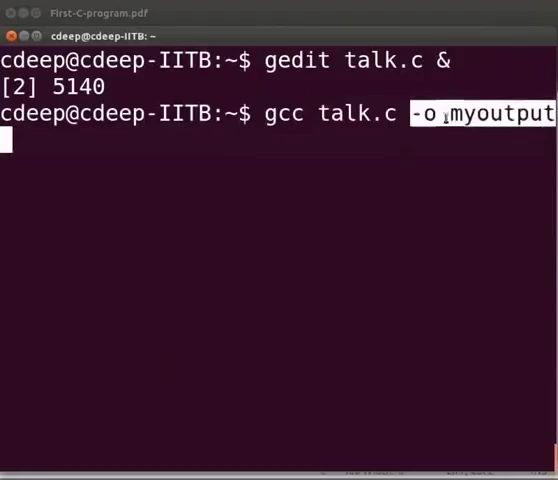 First-C-program.pdf
cdeep@cdeep-IITB: ~
cdeep@cdeep-IITB:~$ gedit talk.c &
[2] 5140
cdeep@cdeep-IITB:~$ gcc talk.c -o myoutput